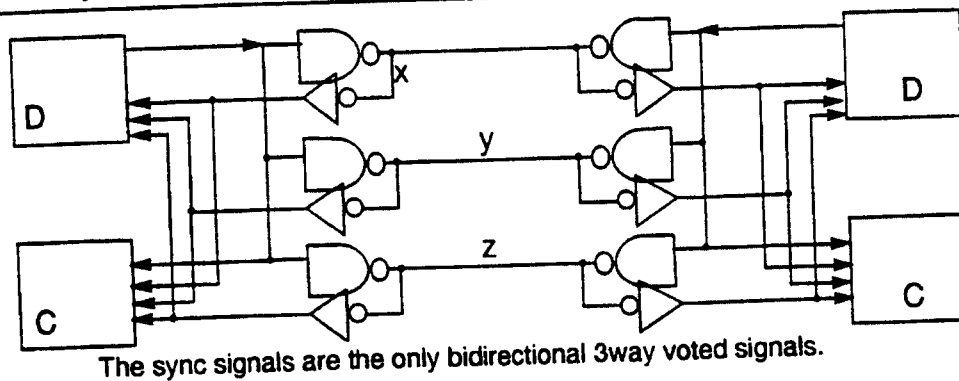 D
x
D
y
z
C
C
The sync signals are the only bidirectional 3way voted signals.